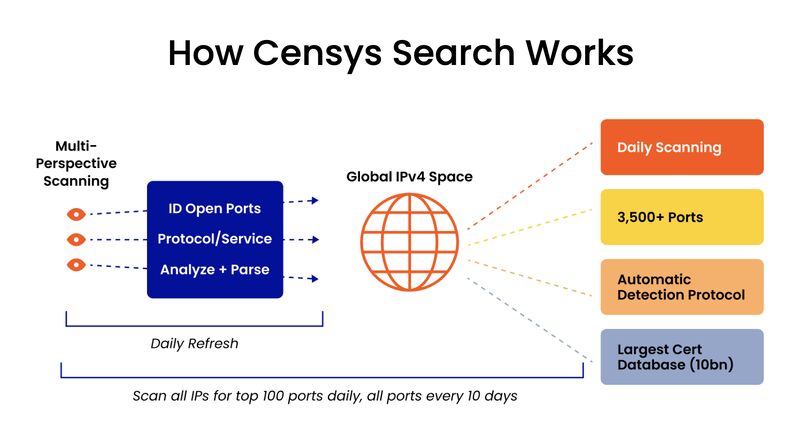 How Censys Search Works
Multi-
Perspective
Scanning
ID Open Ports
Protocol/Service
Analyze + Parse
Global IPv4 Space
Daily Scanning
3,500+ Ports
Automatic
Detection Protocol
Largest Cert
Database (10bn)
Daily Refresh
Scan all IPs for top 100 ports daily, all ports every 10 days